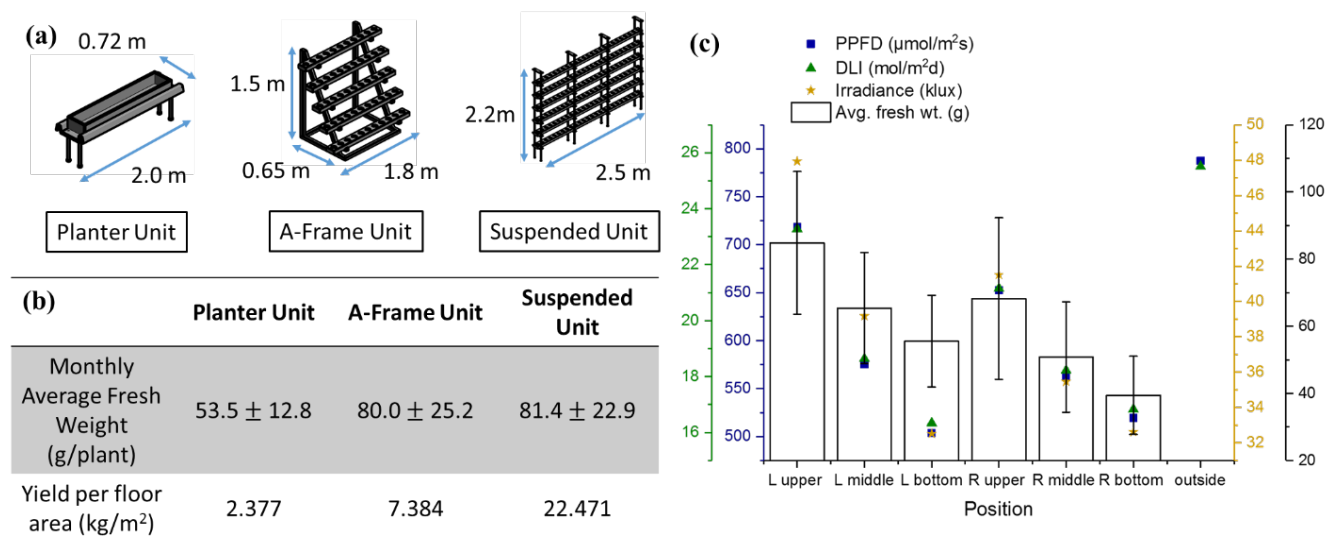 (a)
0.72 m
2.0 m
Planter Unit
1.5 m
0.65 m
1.8 m
A-Frame Unit
2.2m
2.5 m
Suspended Unit
(b)
Planter Unit
A-Frame Unit
Suspended
Unit
Monthly
Average Fresh
Weight
(g/plant)
53.5 ± 12.8
80.0 ± 25.2
81.4 ± 22.9
Yield per floor
area (kg/m²)
2.377
7.384
22.471
(c)
PPFD (μmol/m²s)
DLI (mol/m²d)
Irradiance (klux)
Avg. fresh wt. (g)
26
24
22
20
18
16
800
750
700
650
600
550
500
50
48
46
44
42
40
38
36
34
32
120
100
80
60
40
20
L upper
L middle
L bottom
R upper
R middle
R bottom
outside
Position